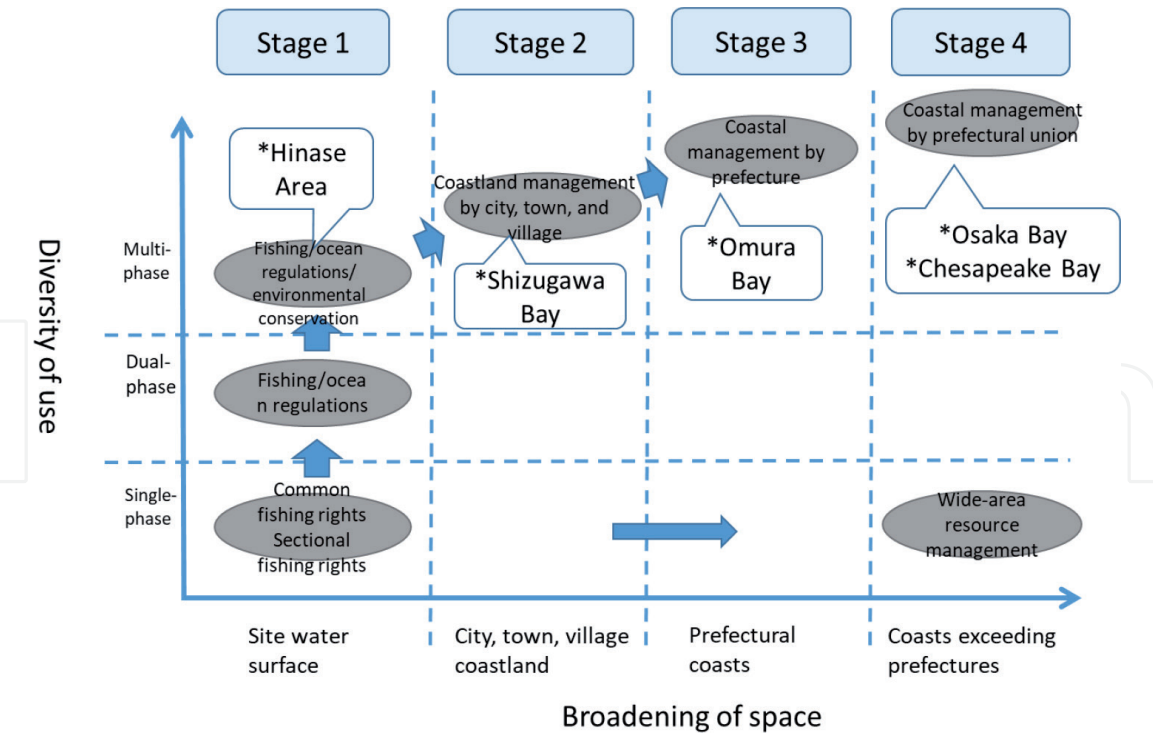 Stage 1
Stage 2
Stage 3
Stage 4
*Hinase
Area
Coastal
management by
prefecture
Coastal management
by prefectural union
Coastland management
by city, town, and
village
*Osaka Bay
*Chesapeake Bay
*Omura
Bay
*Shizugawa
Bay
Diversity of use
Multi-
phase
Fishing/ocean
regulations/
environmental
conservation
Dual-
phase
Fishing/ocea
n regulations
Single-
phase
Common
fishing rights
Sectional
fishing rights
Wide-area
resource
management
Site water
surface
City, town, village
coastland
Prefectural
coasts
Coasts exceeding
prefectures
Broadening of space